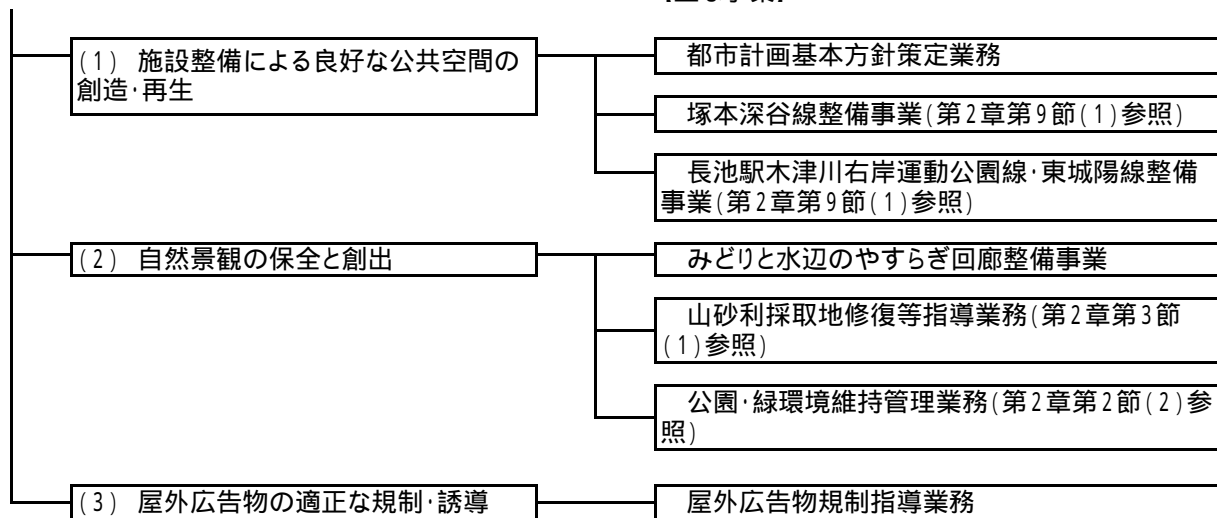 (1) 施設整備による良好な公共空間の
創造・再生
都市計画基本方針策定業務
塚本深谷線整備事業(第2章第9節(1)参照)
長池駅木津川右岸運動公園線・東城陽線整備
事業(第2章第9節(1)参照)
(2) 自然景観の保全と創出
みどりと水辺のやすらぎ回廊整備事業
山砂利採取地修復等指導業務(第2章第3節
(1)参照)
公園・緑環境維持管理業務(第2章第2節(2)参
照)
(3) 屋外広告物の適正な規制・誘導
屋外広告物規制指導業務